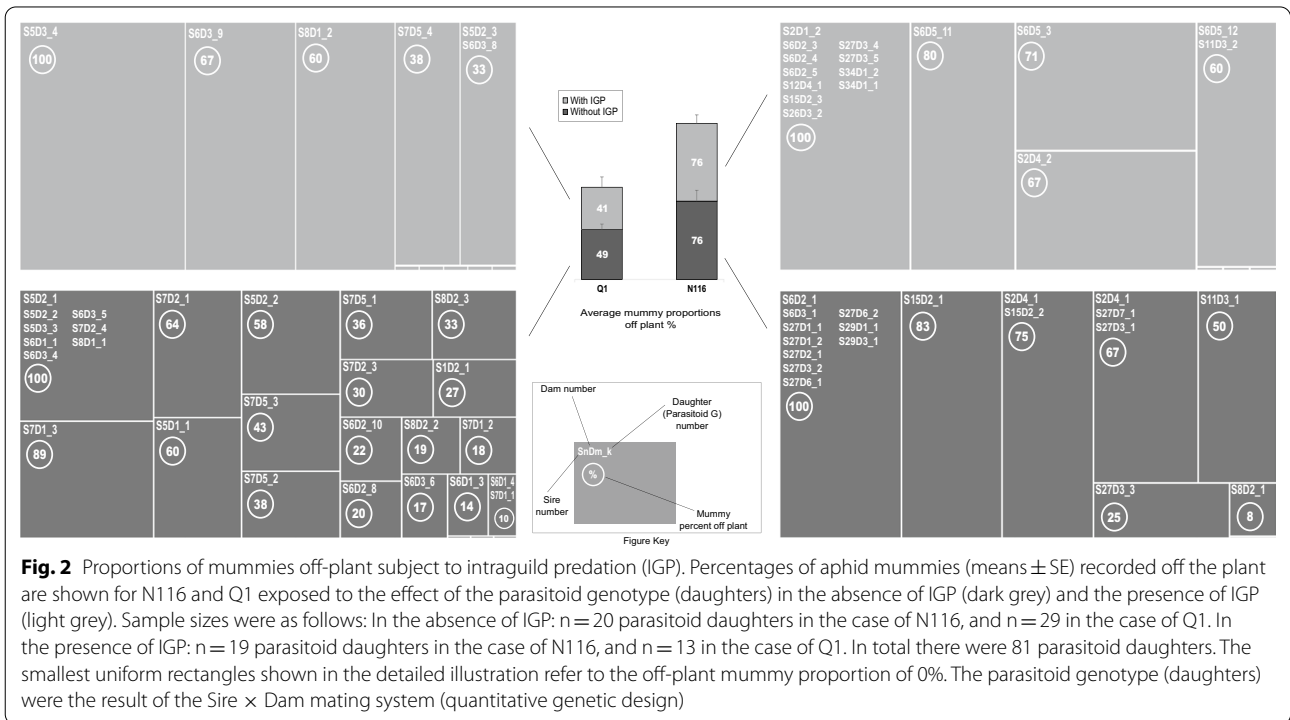 S5D3_4
100
S6D3_9
67
S8D1_2
60
S7D5_4
38
S5D2_3
S6D3_8
33
With IGP
Without IGP
41
49
76
76
Q1
N116
Average mummy proportions
off plant %
S2D1_2
S6D2_3 S27D3_4
S6D2_4 S27D3_5
S6D2_5 S34D1_2
S12D4_1 S34D1_1
S15D2_3
S26D3_2
100
S6D5_11
80
S6D5_3
71
S2D4_2
67
S6D5_12
S11D3_2
60
S5D2_1
S5D2_2 S6D3_5
S5D3_3 S7D2_4
S6D1_1 S8D1_1
S6D3_4
100
S7D1_3
89
S7D2_1
64
S5D1_1
60
S5D2_2
58
S7D5_3
43
S7D5_2
38
S7D5_1
36
S8D2_3
33
S7D2_3
30
S1D2_1
27
S6D2_10
22
S8D2_2
19
S7D1_2
18
S6D2_8
20
S6D3_6
17
S6D1_3
14
S6D1_4
S7D1_1
10
Dam number
Daughter
(Parasitoid G)
number
SnDm_k
%
Sire
number
Mummy
percent off plant
Figure Key
S6D2_1
S6D3_1 S27D6_2
S27D1_1 S29D1_1
S27D1_2 S29D3_1
S27D2_1
S27D3_2
S27D6_1
100
S15D2_1
83
S2D4_1
S15D2_2
75
S2D4_1
S27D7_1
S27D3_1
67
S11D3_1
50
S27D3_3
25
S8D2_1
8
Fig. 2 Proportions of mummies off-plant subject to intraguild predation (IGP). Percentages of aphid mummies (means ± SE) recorded off the plant
are shown for N116 and Q1 exposed to the effect of the parasitoid genotype (daughters) in the absence of IGP (dark grey) and the presence of IGP
(light grey). Sample sizes were as follows: In the absence of IGP: n = 20 parasitoid daughters in the case of N116, and n = 29 in the case of Q1. In
the presence of IGP: n = 19 parasitoid daughters in the case of N116, and n = 13 in the case of Q1. In total there were 81 parasitoid daughters. The
smallest uniform rectangles shown in the detailed illustration refer to the off-plant mummy proportion of 0%. The parasitoid genotype (daughters)
were the result of the Sire × Dam mating system (quantitative genetic design)